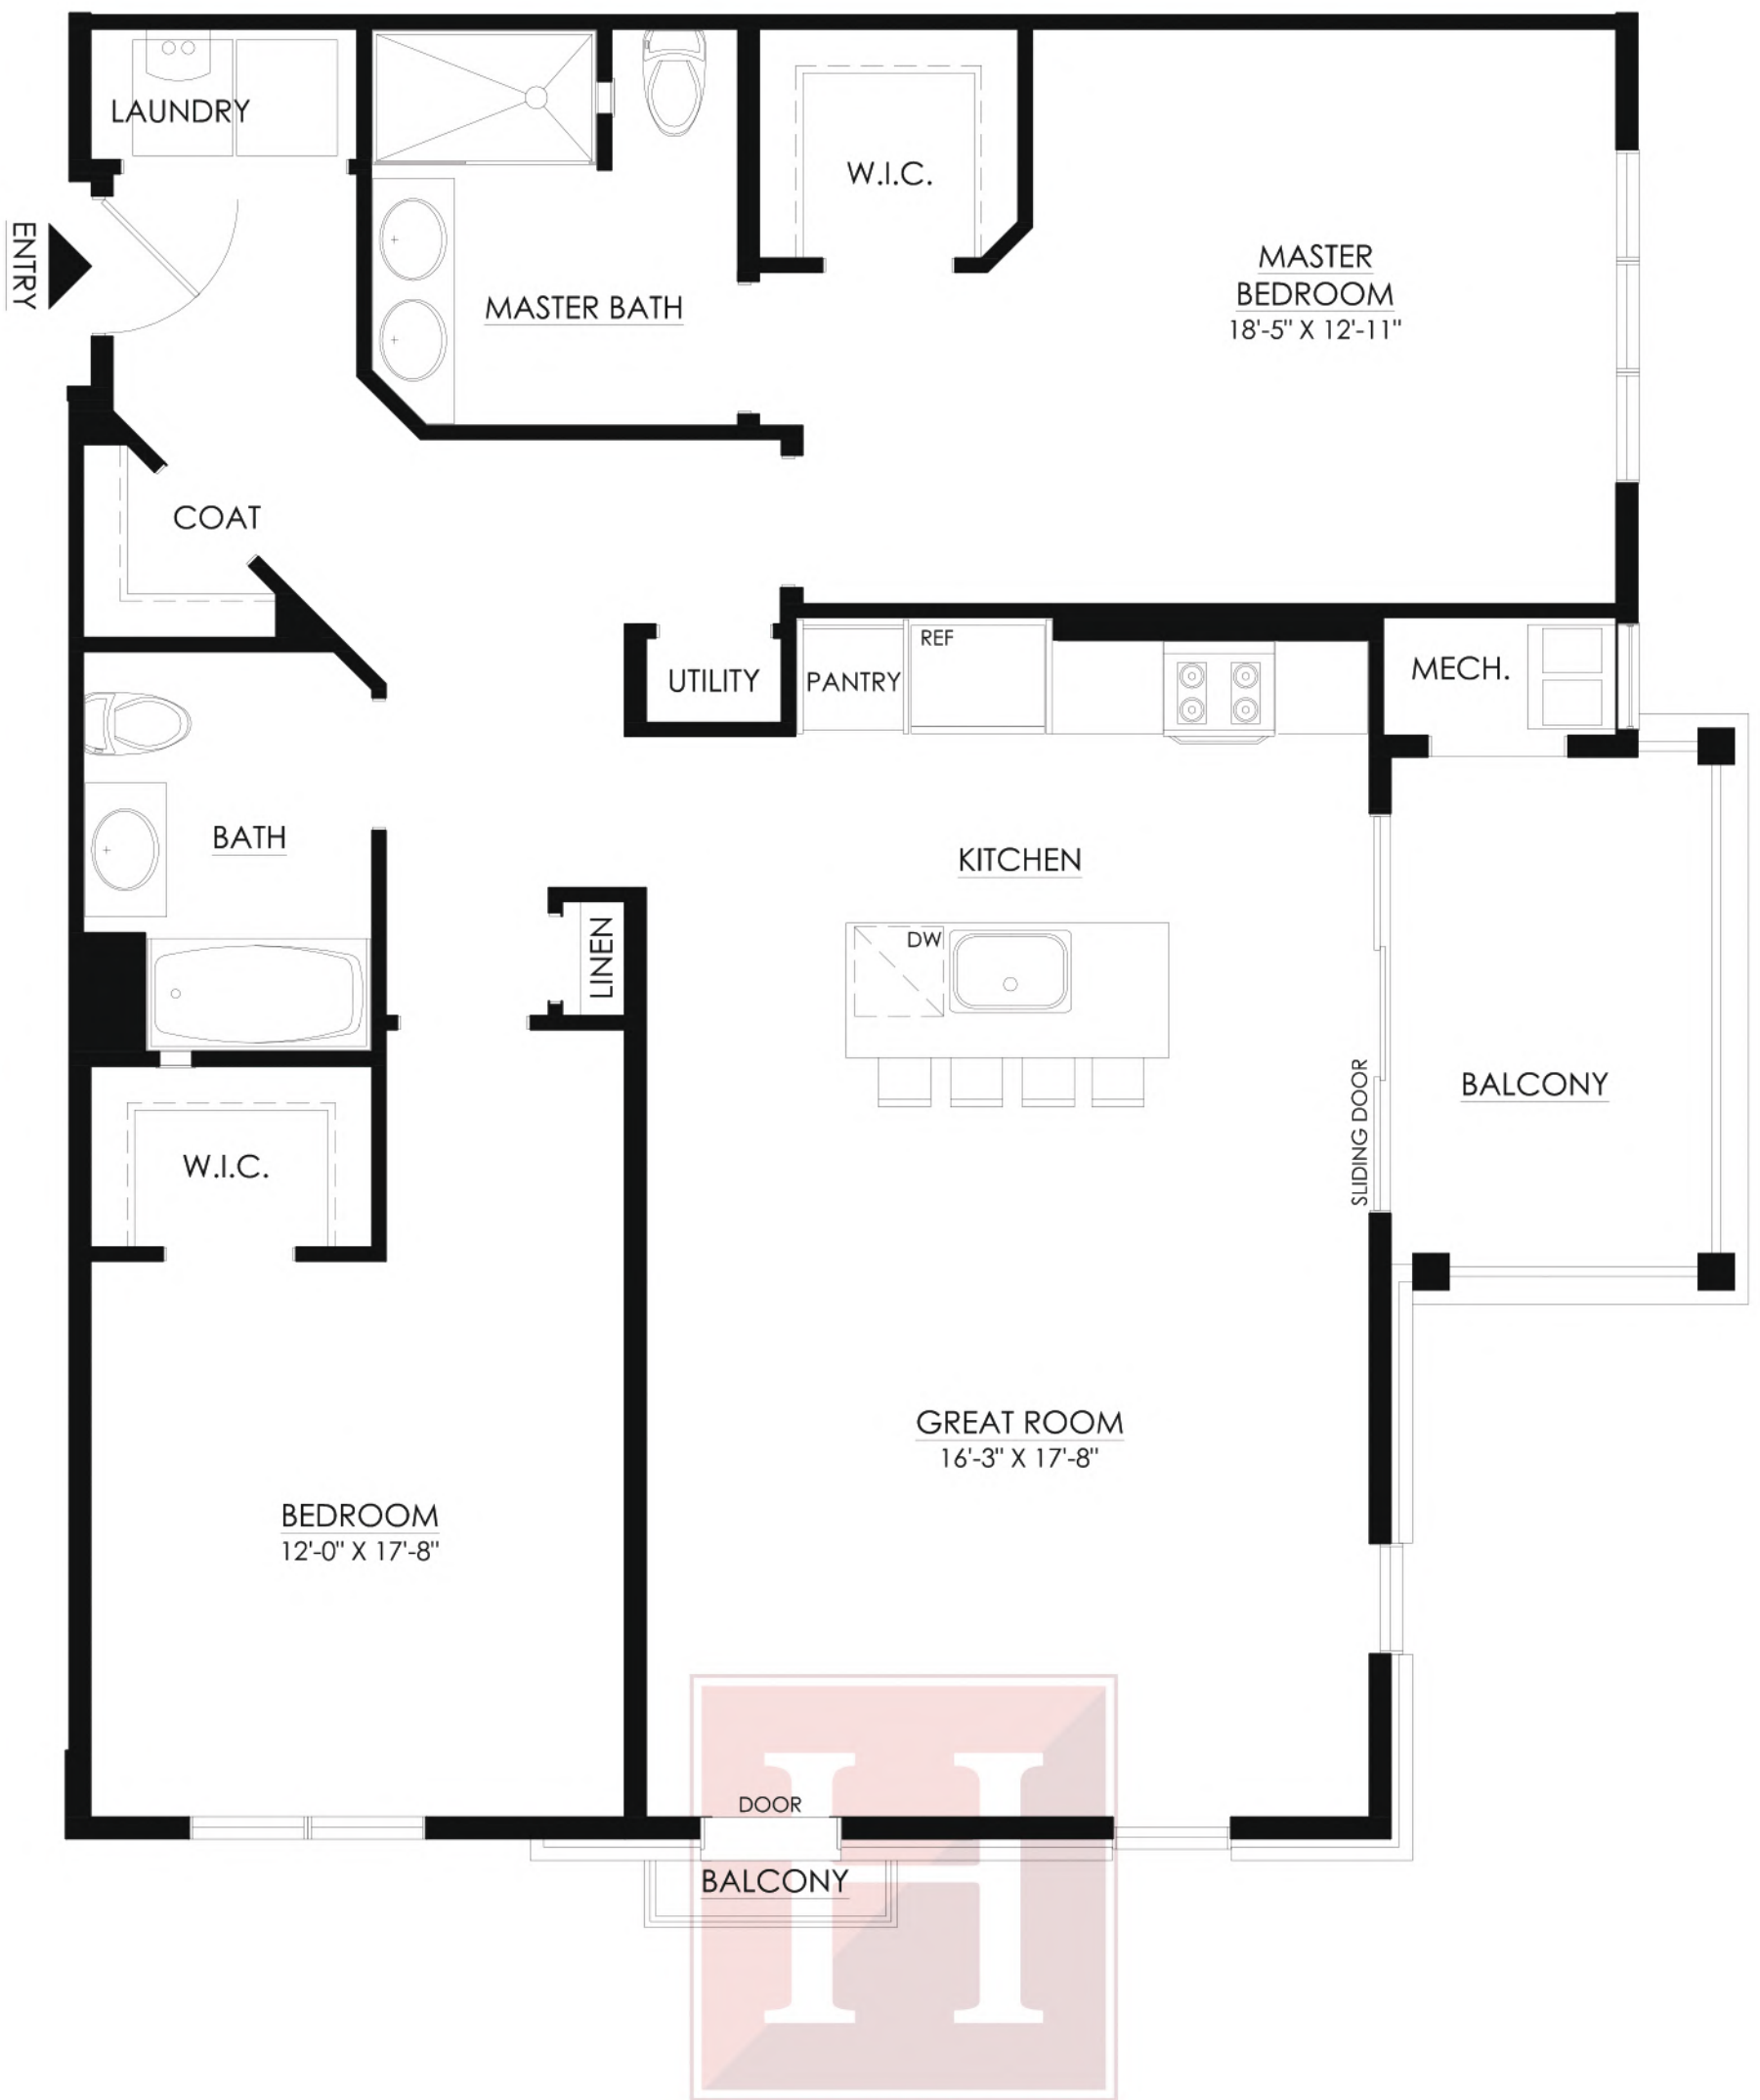 LAUNDRY
W.I.C.
ENTRY
MASTER BATH
MASTER
BEDROOM
18'-5" X 12'-11"
COAT
REF
UTILITY
PANTRY
MECH.
BATH
KITCHEN
LINEN
DW
SLIDING DOOR
BALCONY
W.I.C.
GREAT ROOM
16'-3" X 17'-8"
BEDROOM
12'-0" X 17'-8"
DOOR
BALCONY
H